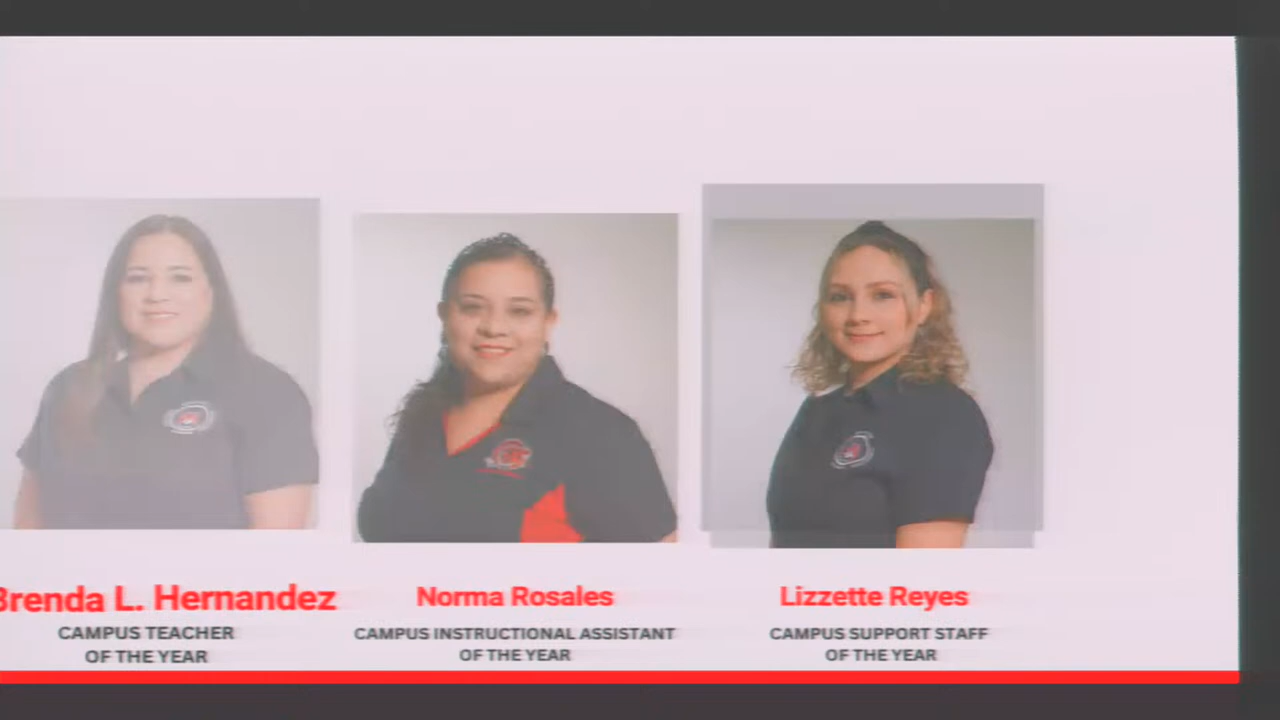 Brenda L. Hernandez
CAMPUS TEACHER
OF THE YEAR
Norma Rosales
CAMPUS INSTRUCTIONAL ASSISTANT
OF THE YEAR
Lizzette Reyes
CAMPUS SUPPORT STAFF
OF THE YEAR